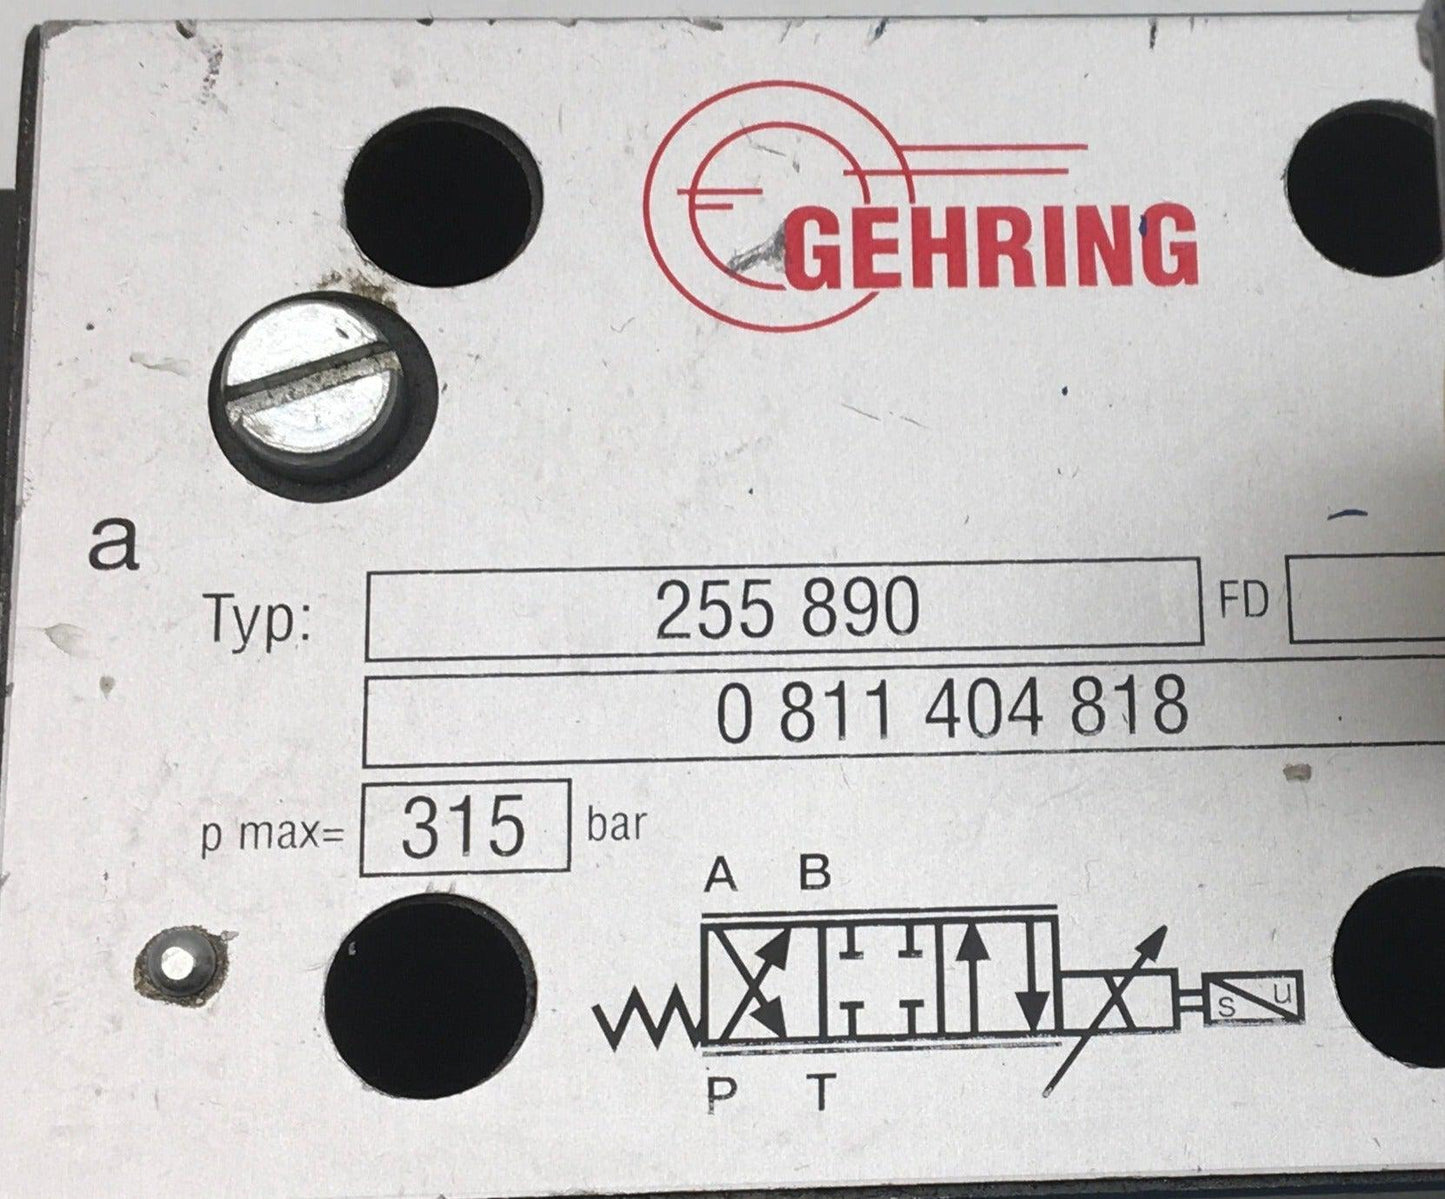 GEHRING
a
Typ: 255 890 FD
0 811 404 818
p max= 315 bar
A B
S U
P T